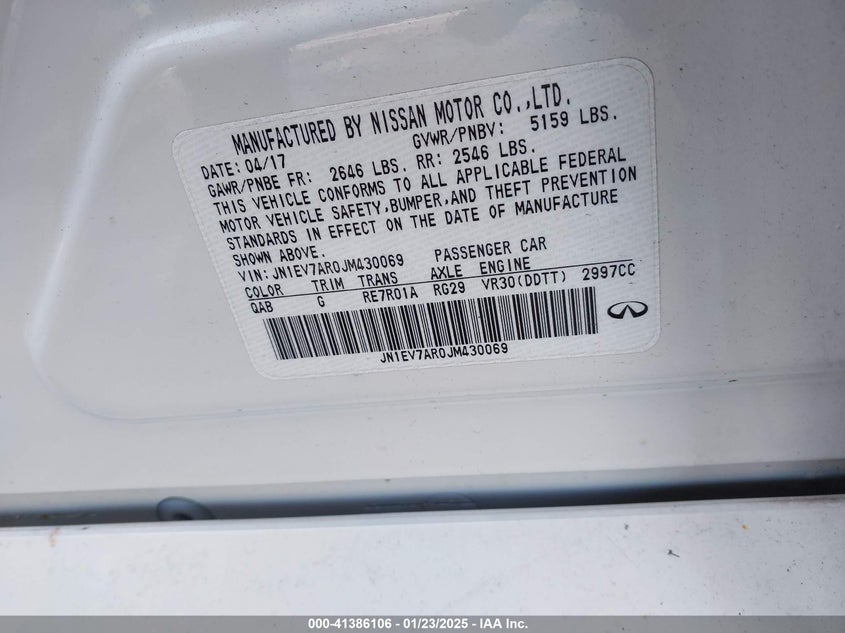 MANUFACTURED BY NISSAN MOTOR CO.,LTD.
DATE: 04/17 GVWR/PNBV: 5159 LBS.
GAWR/PNBE FR: 2646 LBS. RR: 2546 LBS.
THIS VEHICLE CONFORMS TO ALL APPLICABLE FEDERAL
MOTOR VEHICLE SAFETY,BUMPER,AND THEFT PREVENTION
STANDARDS IN EFFECT ON THE DATE OF MANUFACTURE
SHOWN ABOVE.
VIN: JN1EV7AR0JM430069 PASSENGER CAR
COLOR TRIM TRANS AXLE ENGINE
QAB G RE7R01A RG29 VR30(DDTT) 2997CC
JN1EV7AR0JM430069
000-41386106 — 01/23/2025 - IAA, Inc.